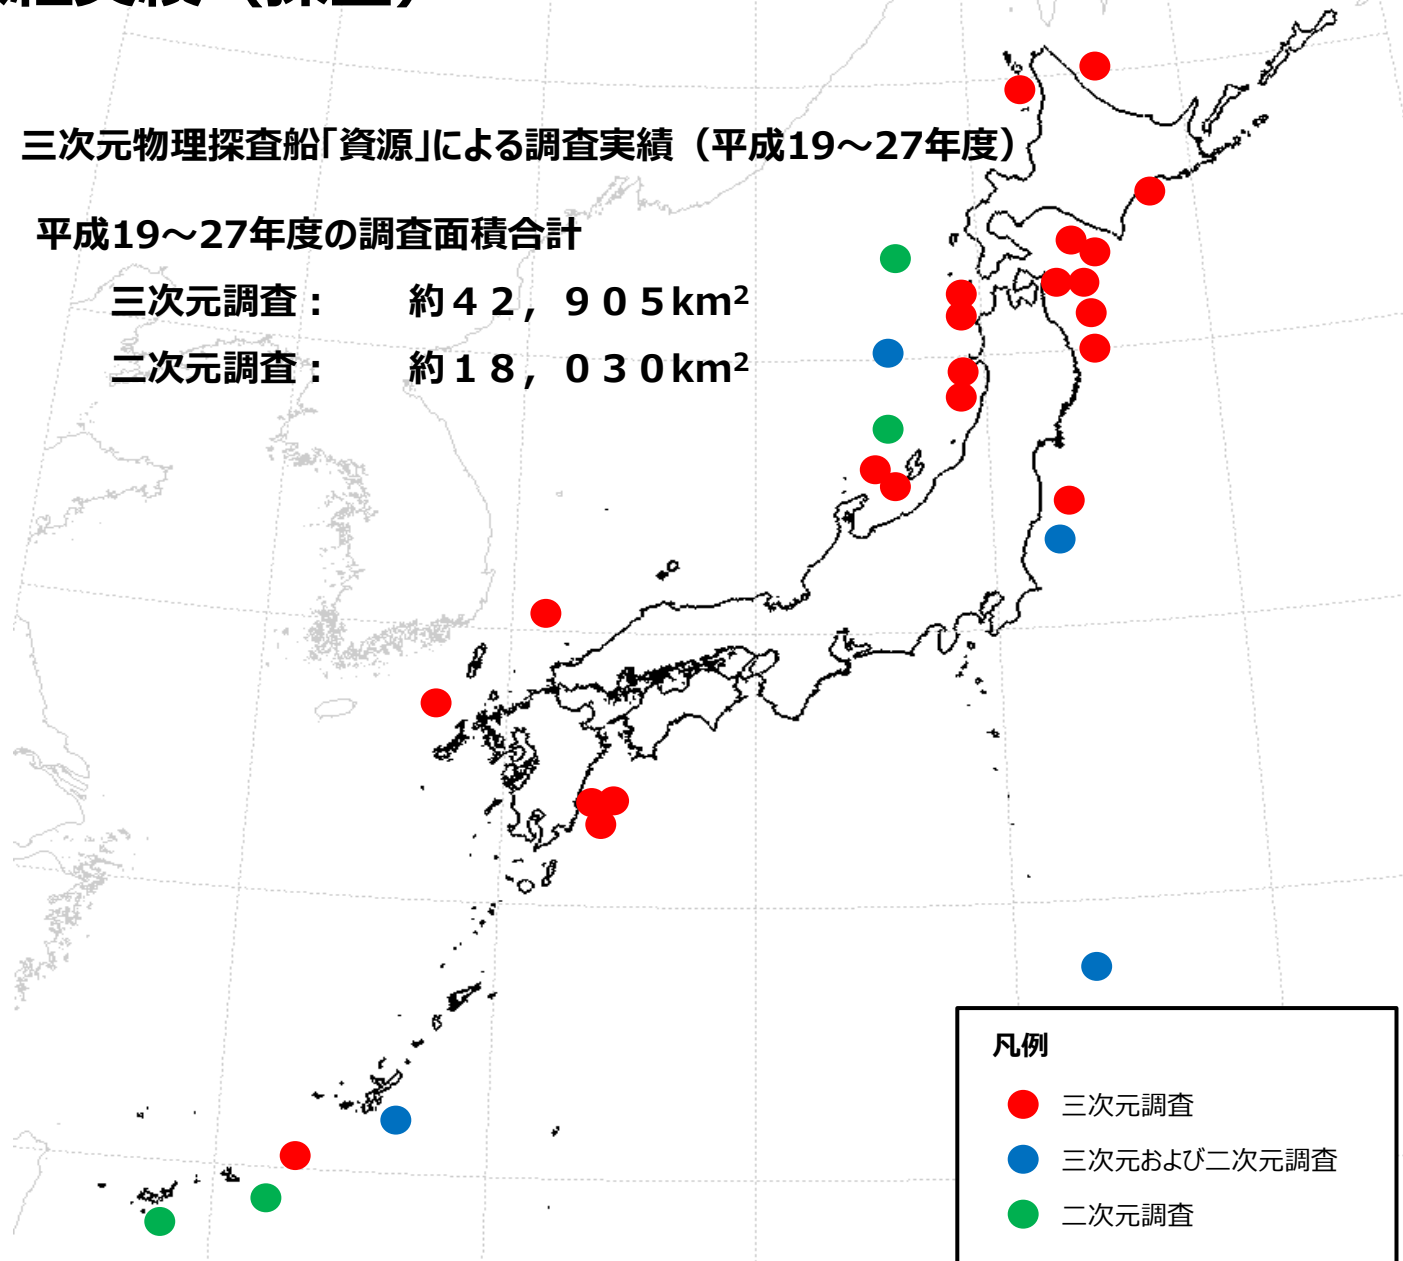 (探査)
三次元物理探査船「資源」による調査実績（平成19～27年度）
平成19～27年度の調査面積合計
三次元調査： 約４２，９０５km²
二次元調査： 約１８，０３０km²
凡例
三次元調査
三次元および二次元調査
二次元調査